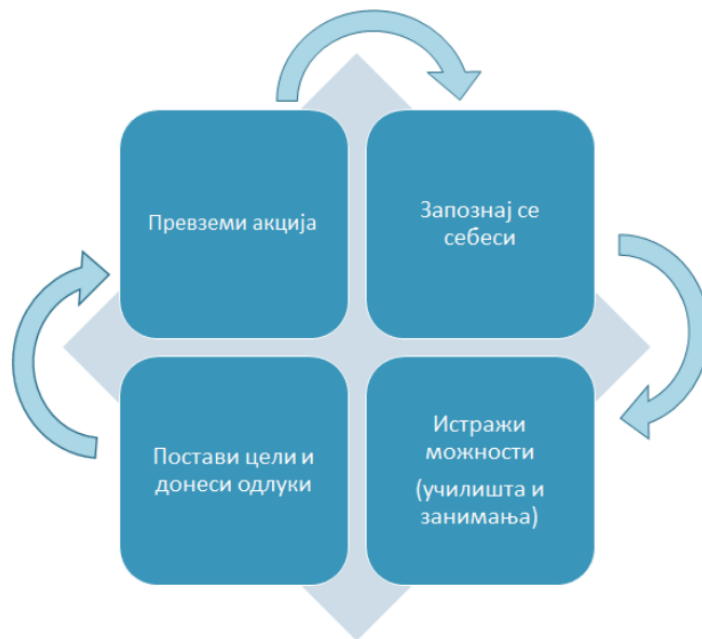 Превземи акција
Запознај се
себеси
Постави цели и
донеси одлуки
Истражи
можности
(училишта и
занимања)